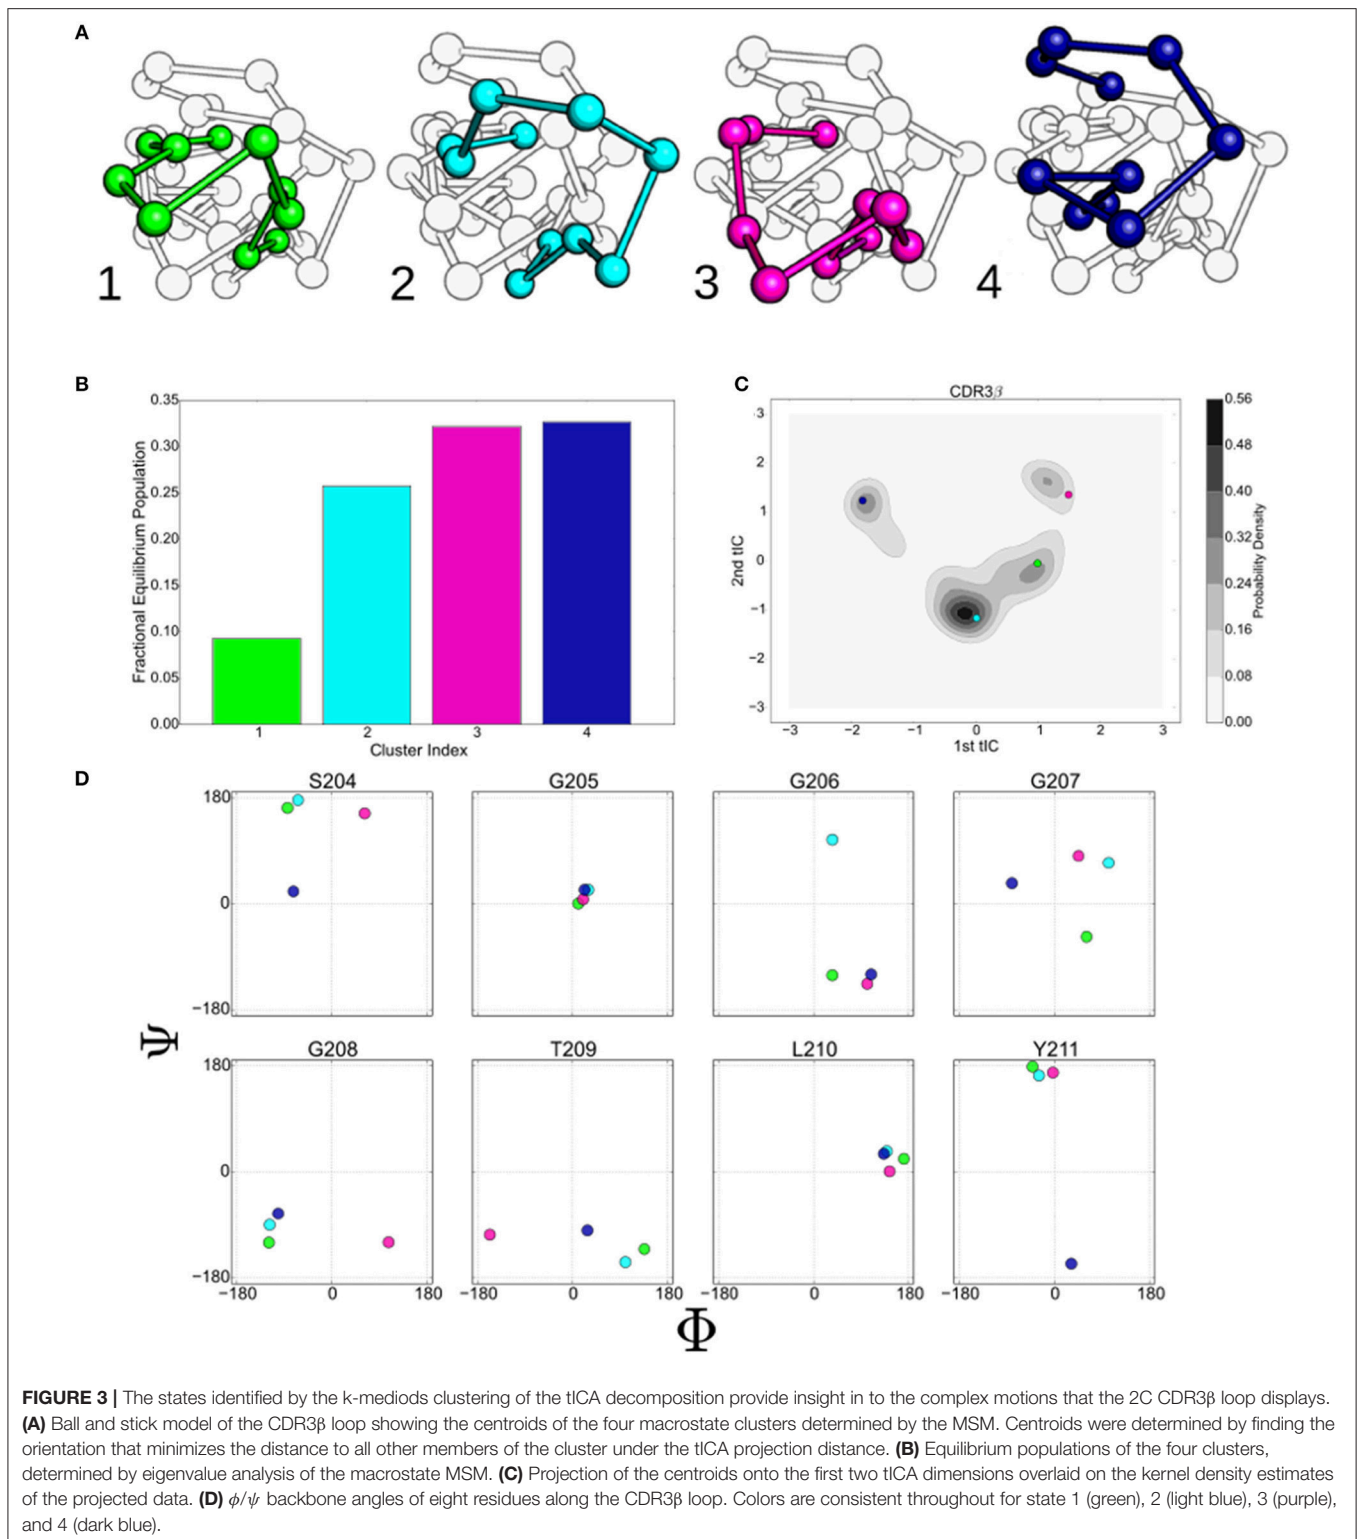 A
1
2
3
4
B
0.35
0.30
0.25
0.20
0.15
0.10
0.05
0.00
Fractional Equilibrium Population
1 2 3 4
Cluster Index
C
CDR3β
3
2
1
0
−1
−2
−3
2nd tIC
−3 −2 −1 0 1 2 3
1st tIC
0.56
0.48
0.40
0.32
0.24
0.16
0.08
0.00
Probability Density
D
S204 G205 G206 G207
180
0
−180
Ψ
G208 T209 L210 Y211
180
0
−180
−180 0 180 −180 0 180 −180 0 180 −180 0 180
Φ
FIGURE 3 | The states identified by the k-mediods clustering of the tICA decomposition provide insight in to the complex motions that the 2C CDR3β loop displays.
(A) Ball and stick model of the CDR3β loop showing the centroids of the four macrostate clusters determined by the MSM. Centroids were determined by finding the
orientation that minimizes the distance to all other members of the cluster under the tICA projection distance. (B) Equilibrium populations of the four clusters,
determined by eigenvalue analysis of the macrostate MSM. (C) Projection of the centroids onto the first two tICA dimensions overlaid on the kernel density estimates
of the projected data. (D) ϕ/ψ backbone angles of eight residues along the CDR3β loop. Colors are consistent throughout for state 1 (green), 2 (light blue), 3 (purple),
and 4 (dark blue).